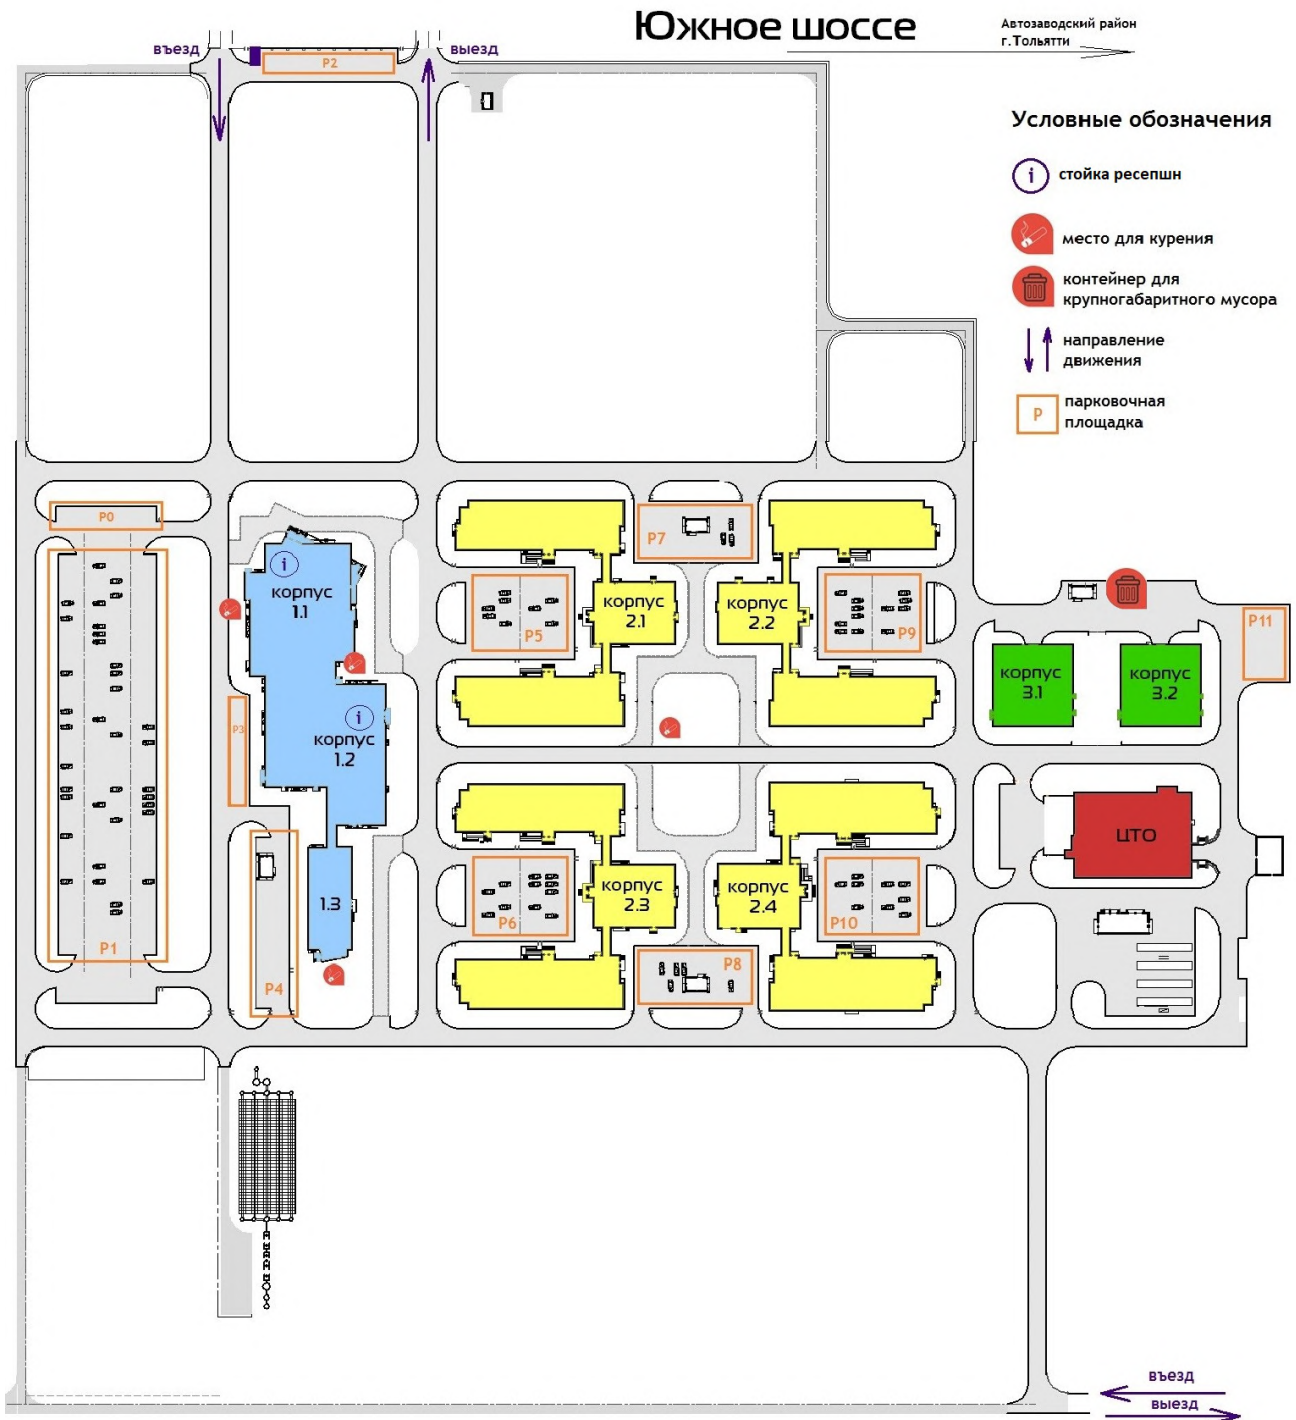 Южное шоссе
Автозаводский район
г.Тольятти
въезд
P2
выезд
Условные обозначения
i
стойка ресепшн
место для курения
контейнер для
крупногабаритного мусора
направление
движения
P
парковочная
площадка
P0
P7
i
корпус
1.1
корпус
2.1
корпус
2.2
P5
P9
P11
корпус
3.1
корпус
3.2
i
P3
корпус
1.2
ЦТО
корпус
2.3
корпус
2.4
1.3
P6
P10
P1
P8
P4
въезд
выезд